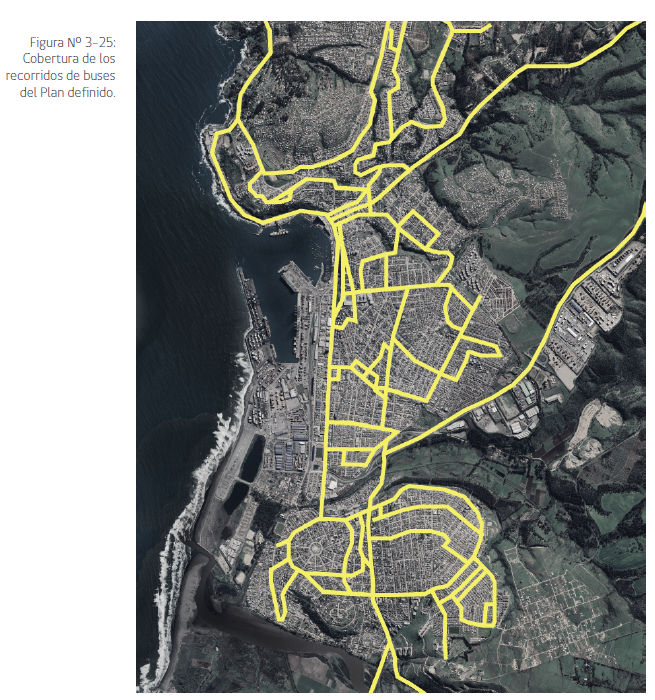 Figura Nº 3-25:
Cobertura de los
recorridos de buses
del Plan definido.